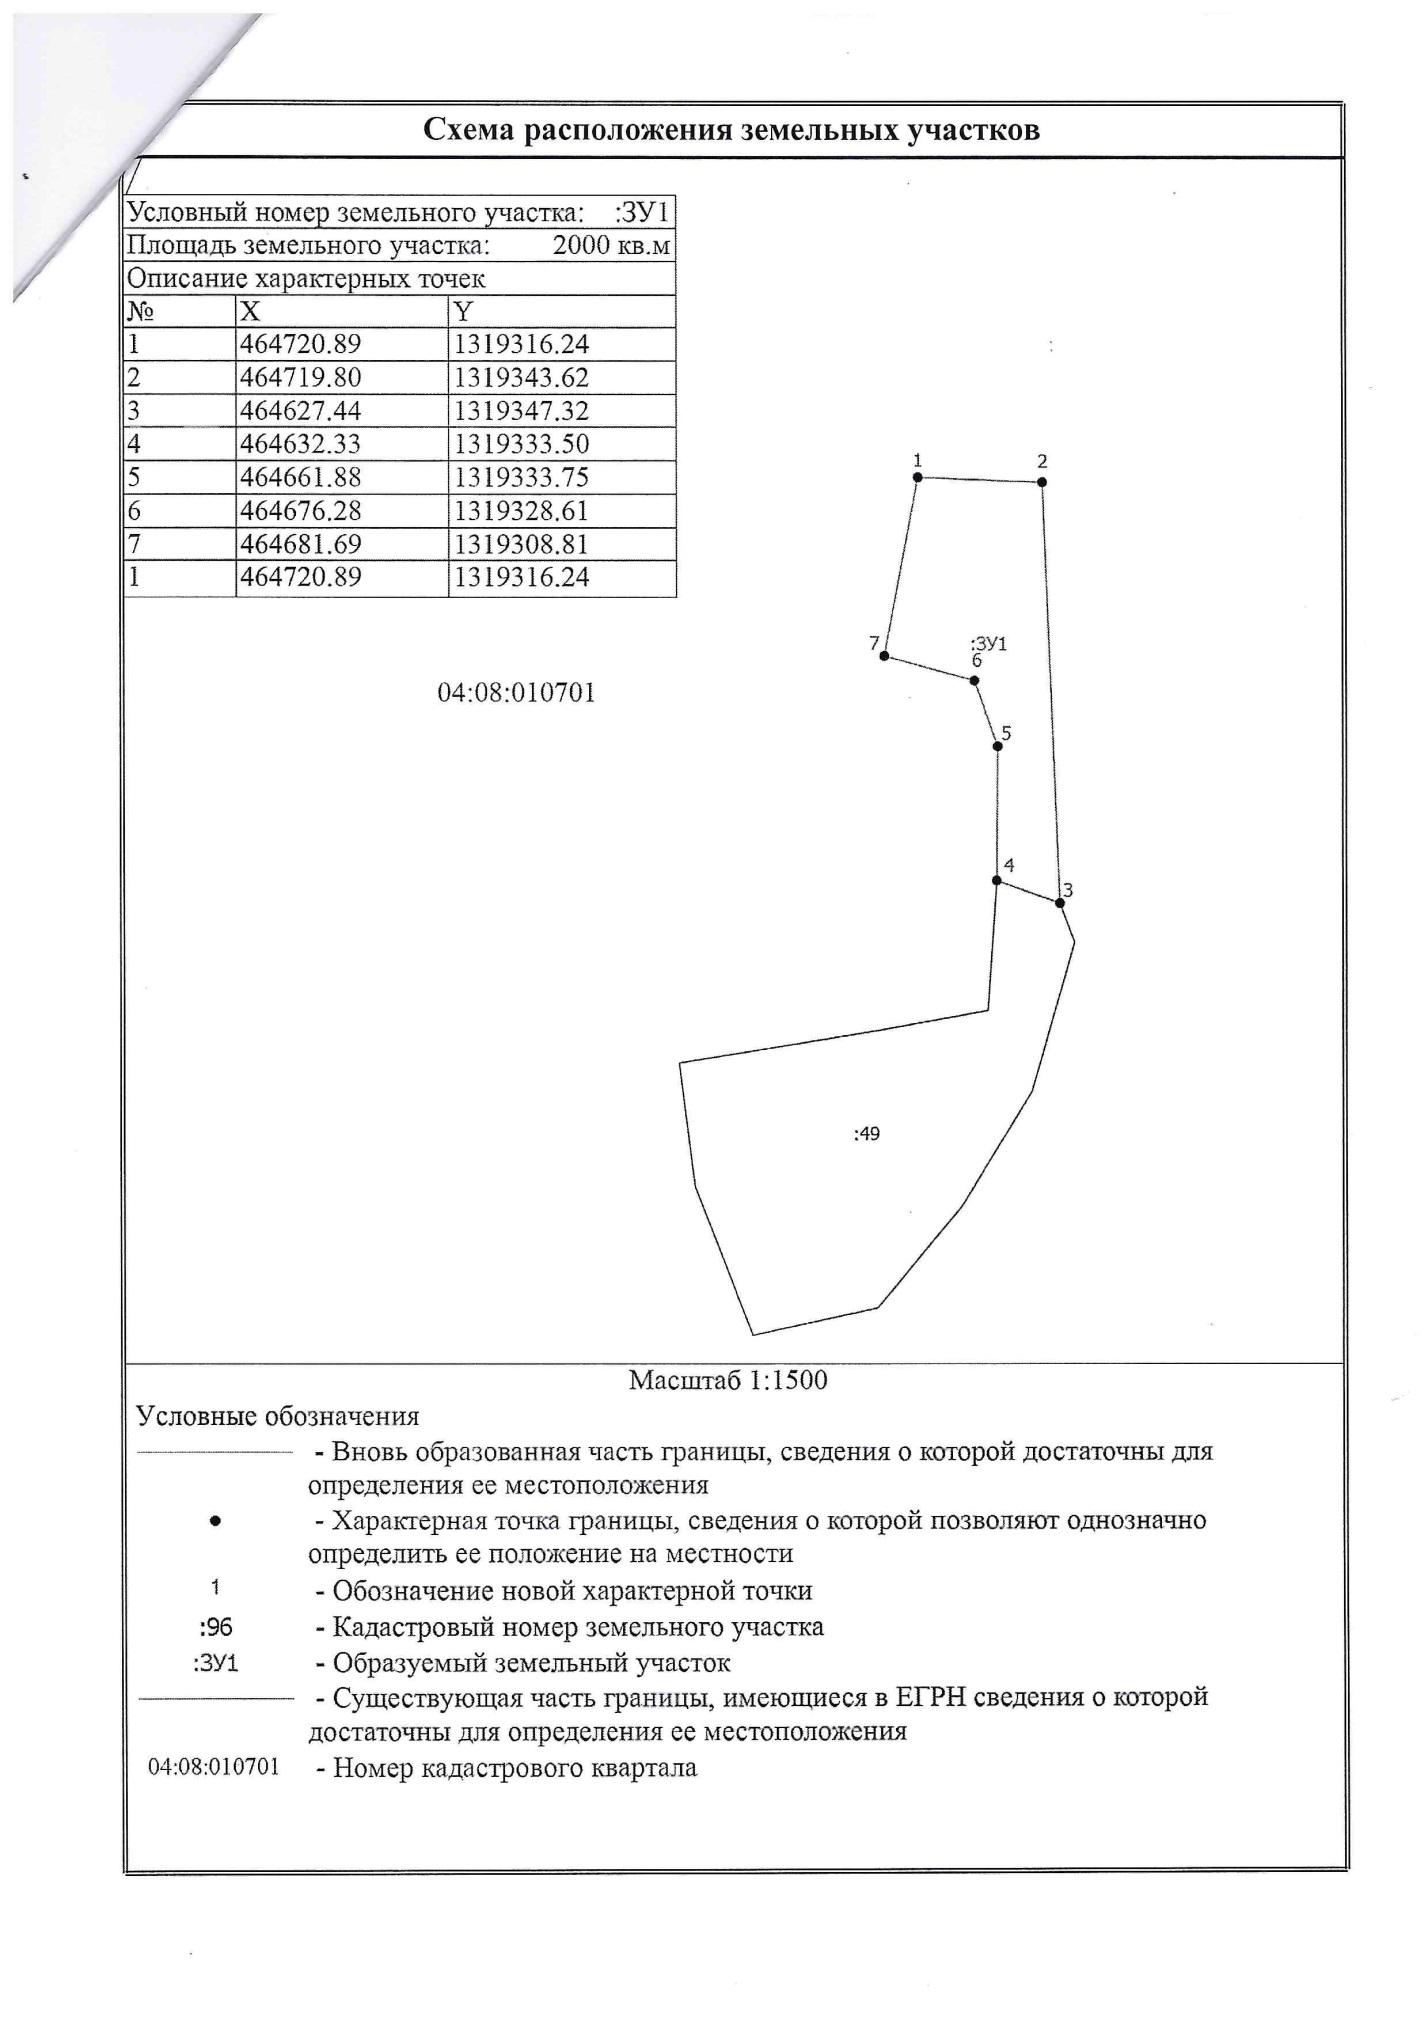 Схема расположения земельных участков
Условный номер земельного участка: :ЗУ1
Площадь земельного участка: 2000 кв.м
Описание характерных точек
№ X Y
1 464720.89 1319316.24
2 464719.80 1319343.62
3 464627.44 1319347.32
4 464632.33 1319333.50
5 464661.88 1319333.75
6 464676.28 1319328.61
7 464681.69 1319308.81
1 464720.89 1319316.24
1 2
7 :ЗУ1
6
04:08:010701
5
4
3
:49
Масштаб 1:1500
Условные обозначения
- Вновь образованная часть границы, сведения о которой достаточны для
определения ее местоположения
- Характерная точка границы, сведения о которой позволяют однозначно
определить ее положение на местности
1 - Обозначение новой характерной точки
:96 - Кадастровый номер земельного участка
:ЗУ1 - Образуемый земельный участок
- Существующая часть границы, имеющиеся в ЕГРН сведения о которой
достаточны для определения ее местоположения
04:08:010701 - Номер кадастрового квартала